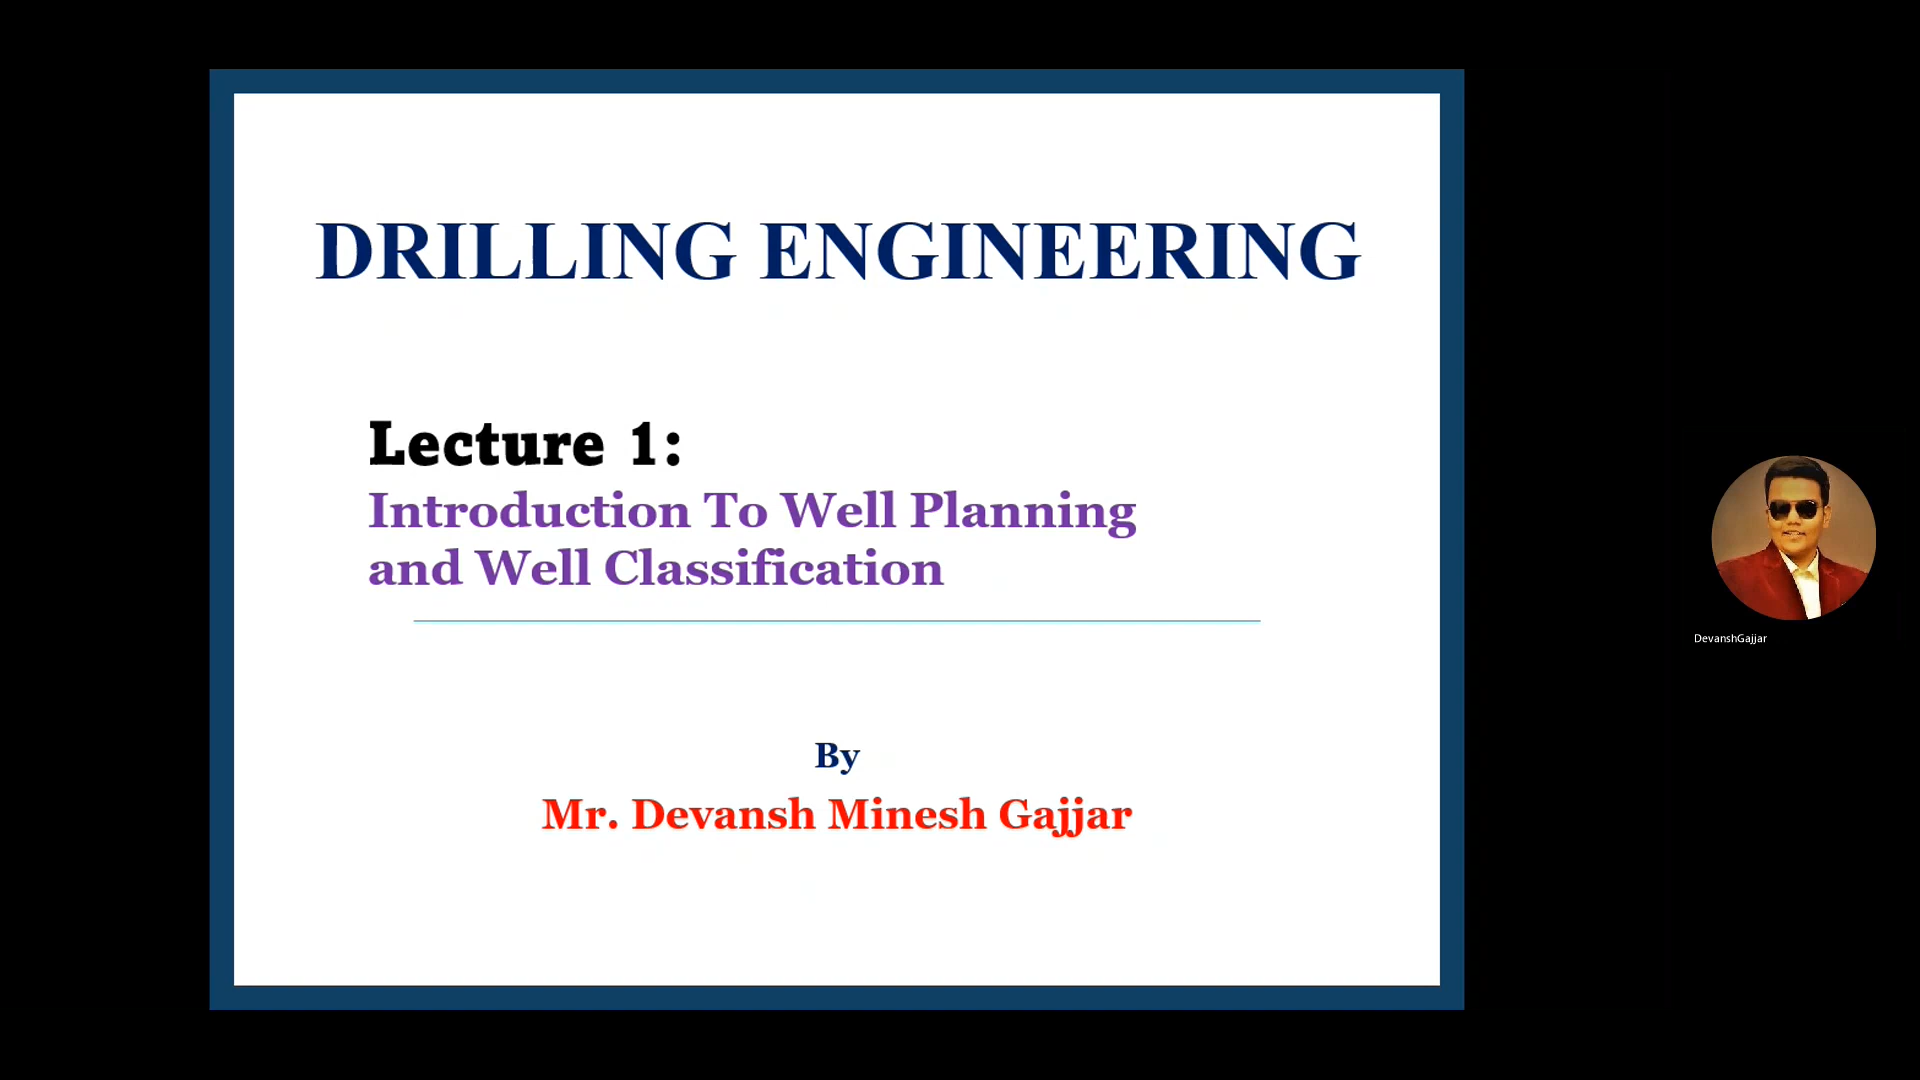 DRILLING ENGINEERING
Lecture 1:
Introduction To Well Planning
and Well Classification
By
Mr. Devansh Minesh Gajjar
DevanshGajjar